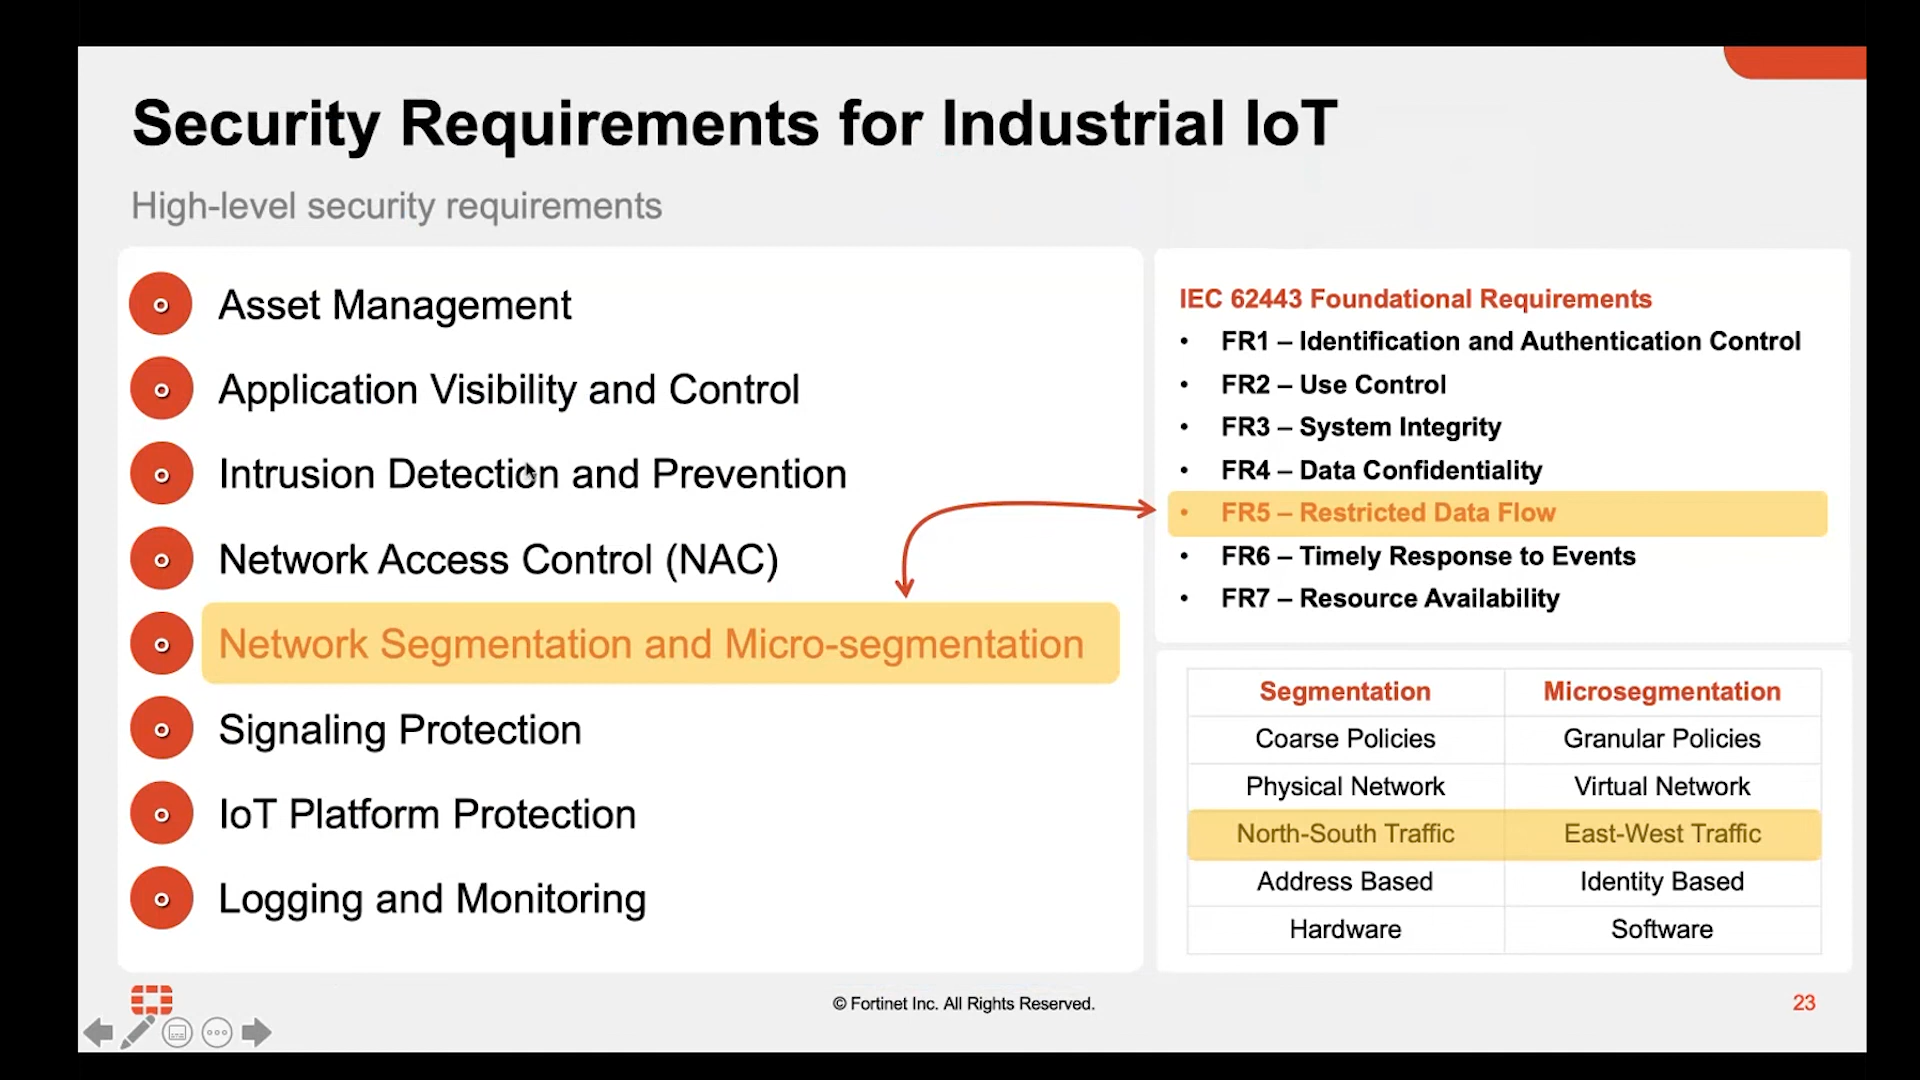 Security Requirements for Industrial IoT
High-level security requirements
Asset Management
Application Visibility and Control
Intrusion Detection and Prevention
Network Access Control (NAC)
Network Segmentation and Micro-segmentation
Signaling Protection
IoT Platform Protection
Logging and Monitoring
IEC 62443 Foundational Requirements
• FR1 – Identification and Authentication Control
• FR2 – Use Control
• FR3 – System Integrity
• FR4 – Data Confidentiality
• FR5 – Restricted Data Flow
• FR6 – Timely Response to Events
• FR7 – Resource Availability
Segmentation Microsegmentation
Coarse Policies Granular Policies
Physical Network Virtual Network
North-South Traffic East-West Traffic
Address Based Identity Based
Hardware Software
© Fortinet Inc. All Rights Reserved.
23